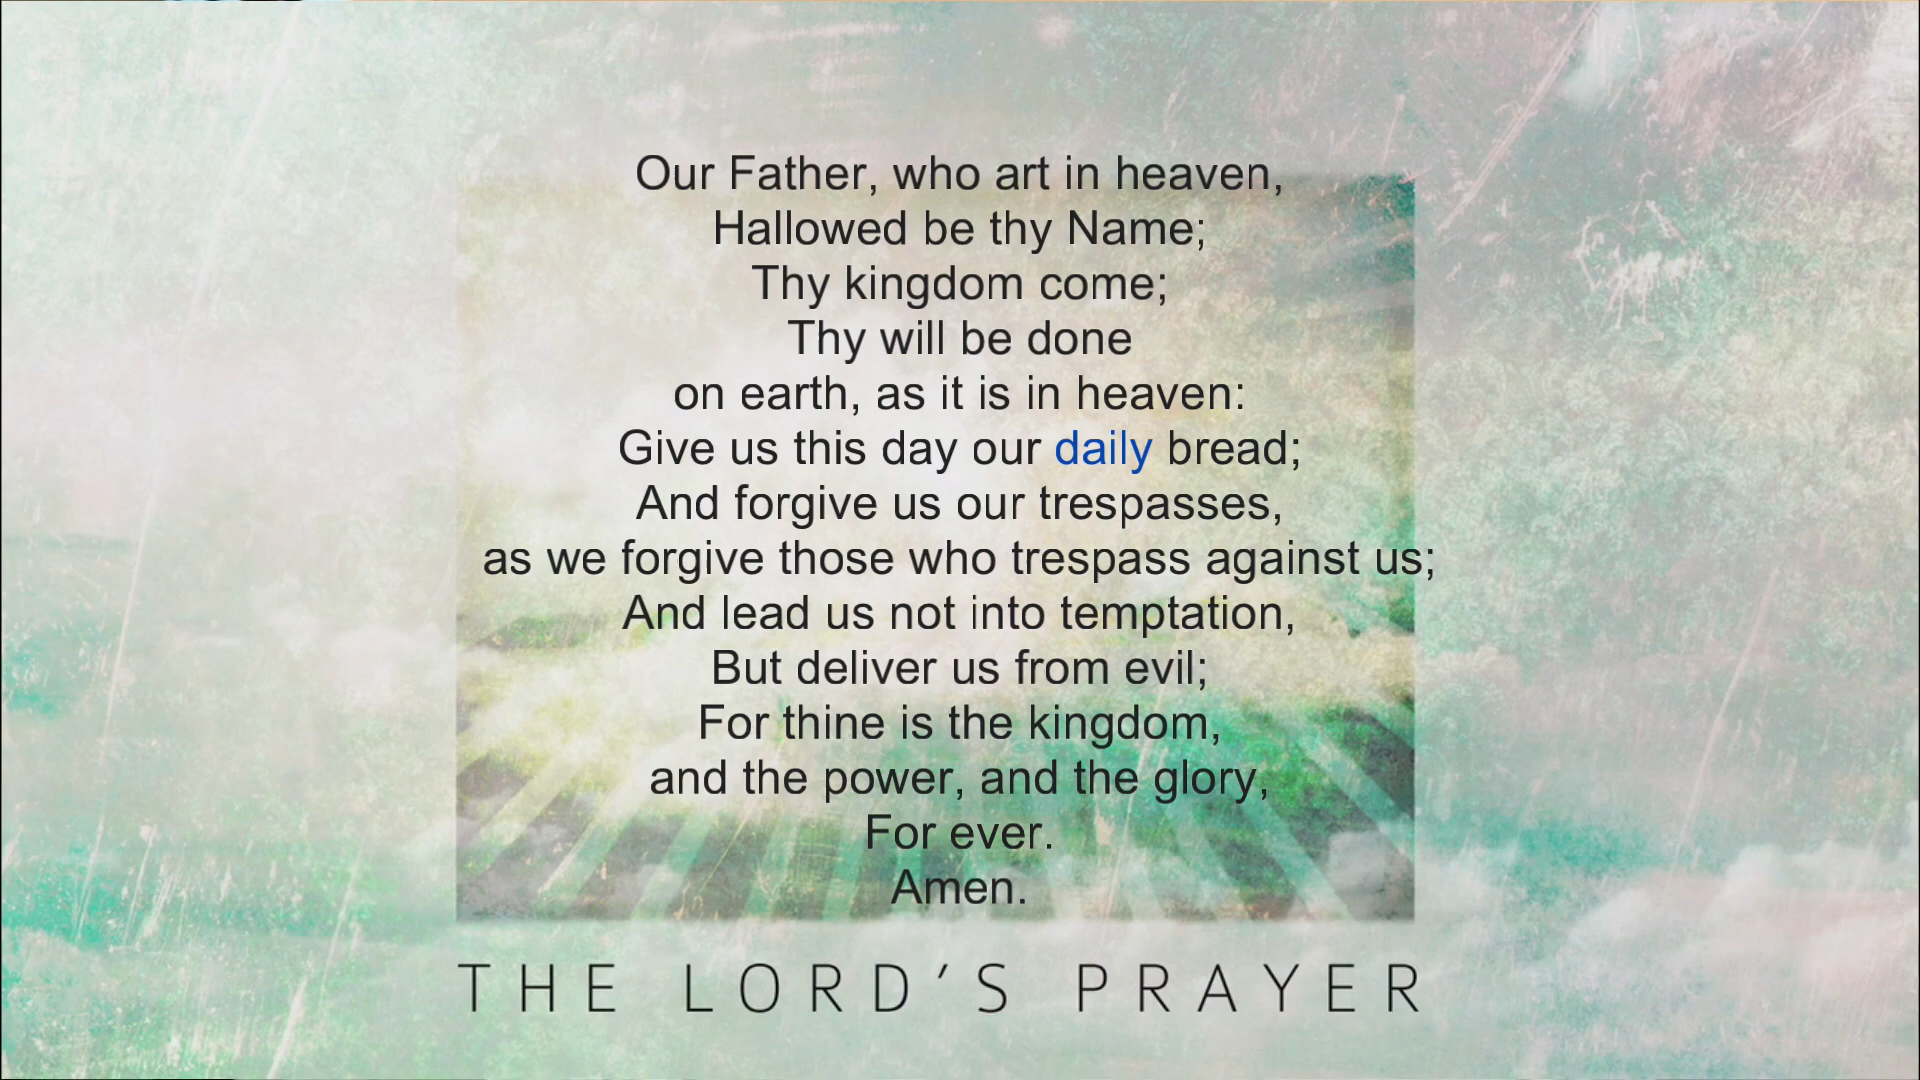 Our Father, who art in heaven,
Hallowed be thy Name;
Thy kingdom come;
Thy will be done
on earth, as it is in heaven:
Give us this day our daily bread;
And forgive us our trespasses,
as we forgive those who trespass against us;
And lead us not into temptation,
But deliver us from evil;
For thine is the kingdom,
and the power, and the glory,
For ever.
Amen.
THE LORD'S PRAYER